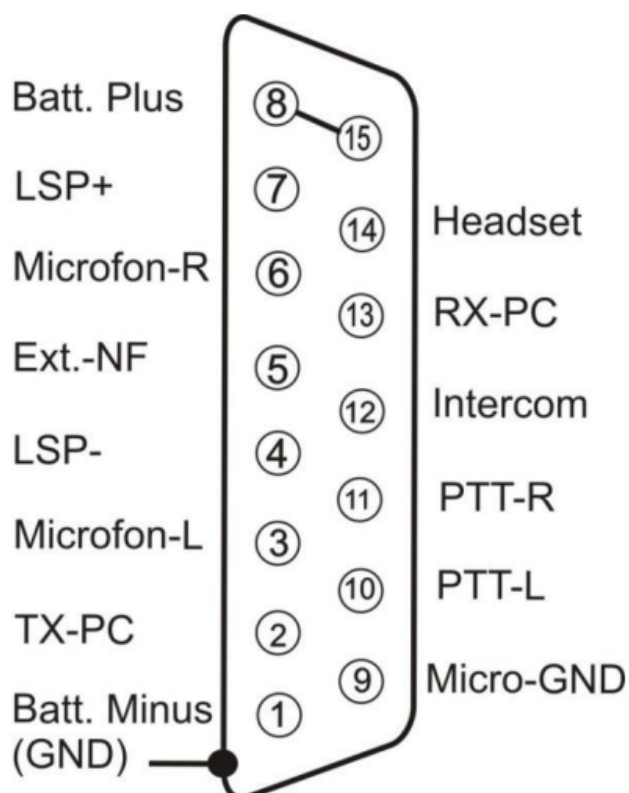 Batt. Plus
8
15
LSP+
7
14
Headset
Microfon-R
6
13
RX-PC
Ext.-NF
5
12
Intercom
LSP-
4
11
PTT-R
Microfon-L
3
10
PTT-L
TX-PC
2
9
Micro-GND
Batt. Minus
(GND)
1